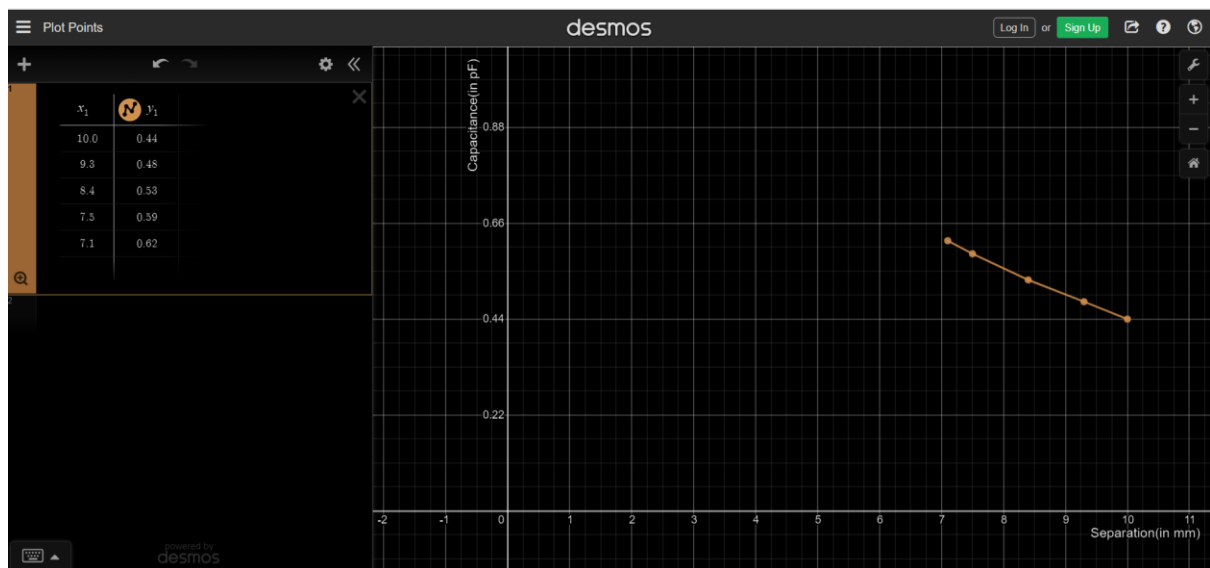 Plot Points
desmos
Log In or Sign Up
1
x₁ y₁
10.0 0.44
9.3 0.48
8.4 0.53
7.5 0.59
7.1 0.62
2
powered by
desmos
Capacitance(in pF)
0.88
0.66
0.44
0.22
-2 -1 0 1 2 3 4 5 6 7 8 9 10 11
Separation(in mm)